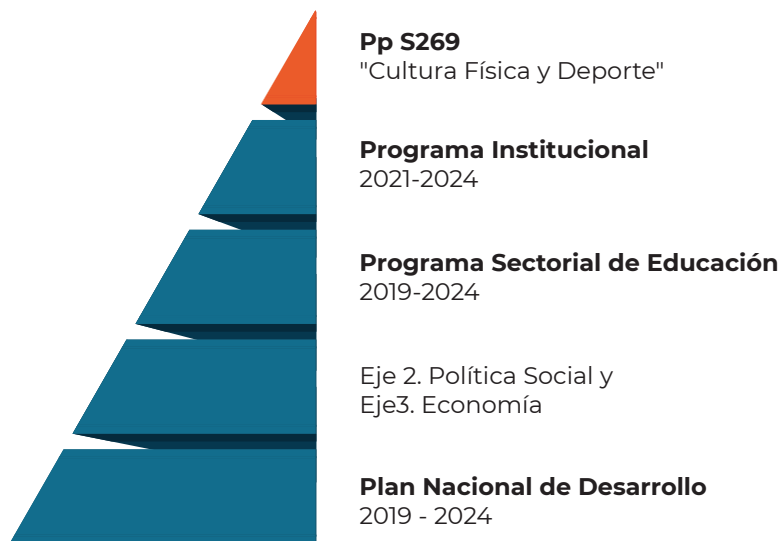 Pp S269
"Cultura Física y Deporte"
Programa Institucional
2021-2024
Programa Sectorial de Educación
2019-2024
Eje 2. Política Social y
Eje3. Economía
Plan Nacional de Desarrollo
2019 - 2024